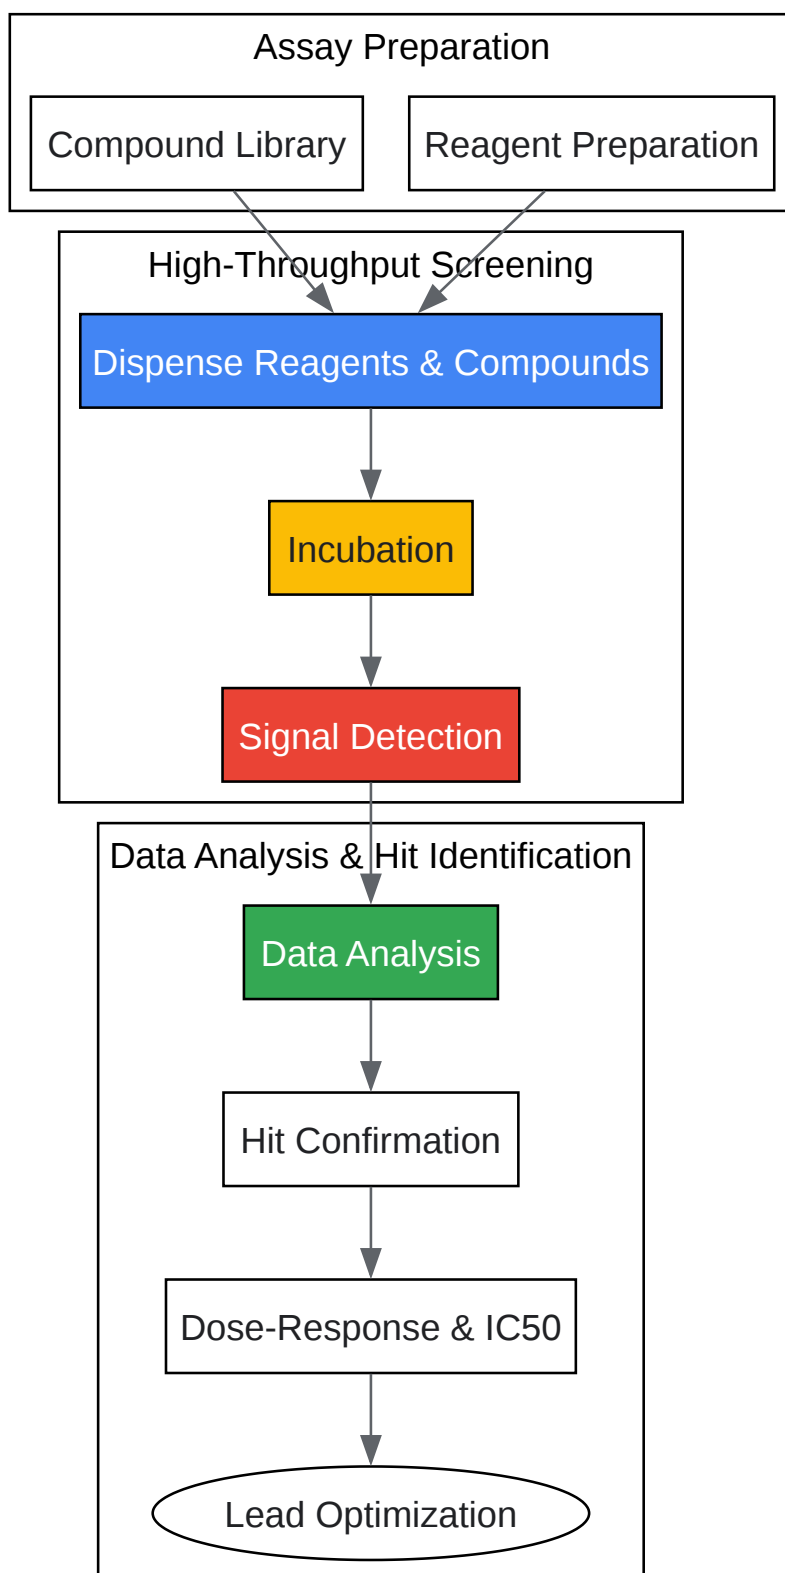 Assay Preparation
Compound Library
Reagent Preparation
High-Throughput Screening
Dispense Reagents & Compounds
Incubation
Signal Detection
Data Analysis & Hit Identification
Data Analysis
Hit Confirmation
Dose-Response & IC50
Lead Optimization